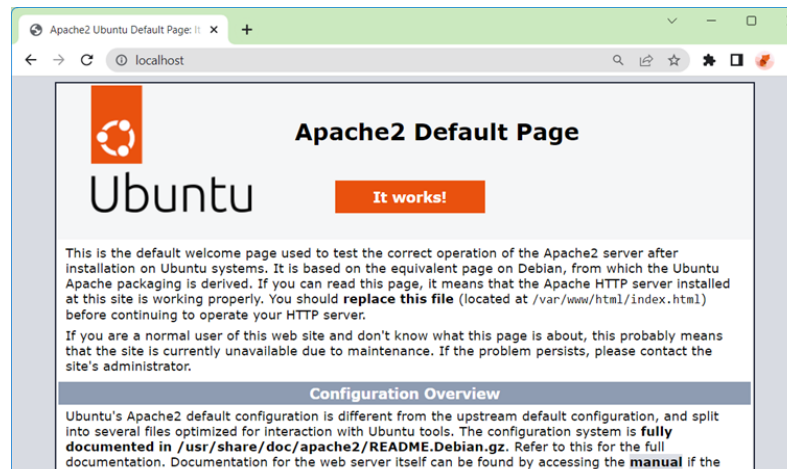 Apache2 Ubuntu Default Page: It
localhost
Apache2 Default Page
Ubuntu
It works!
This is the default welcome page used to test the correct operation of the Apache2 server after
installation on Ubuntu systems. It is based on the equivalent page on Debian, from which the Ubuntu
Apache packaging is derived. If you can read this page, it means that the Apache HTTP server installed
at this site is working properly. You should replace this file (located at /var/www/html/index.html)
before continuing to operate your HTTP server.
If you are a normal user of this web site and don't know what this page is about, this probably means
that the site is currently unavailable due to maintenance. If the problem persists, please contact the
site's administrator.
Configuration Overview
Ubuntu's Apache2 default configuration is different from the upstream default configuration, and split
into several files optimized for interaction with Ubuntu tools. The configuration system is fully
documented in /usr/share/doc/apache2/README.Debian.gz. Refer to this for the full
documentation. Documentation for the web server itself can be found by accessing the manual if the